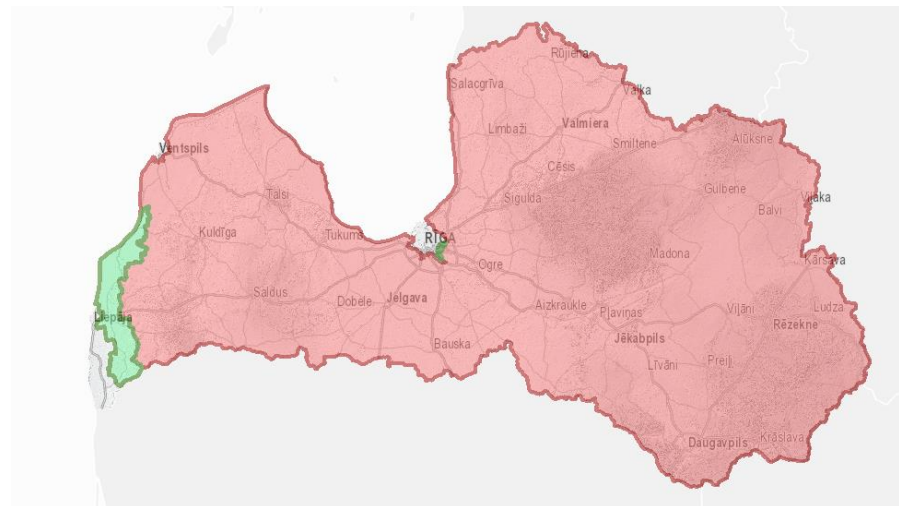 Rūjiena
Salacgrīva
Valka
Limbaži
Valmiera
Smiltene
Alūksne
Ventspils
Cēsis
Talsi
Sigulda
Gulbene
Viļaka
Balvi
Kuldīga
Tukums
RĪGA
Ogre
Madona
Kārsava
Saldus
Dobele
Jelgava
Aizkraukle
Pļaviņas
Viļāni
Ludza
Liepāja
Rēzekne
Bauska
Jēkabpils
Līvāni
Preiļi
Daugavpils
Krāslava